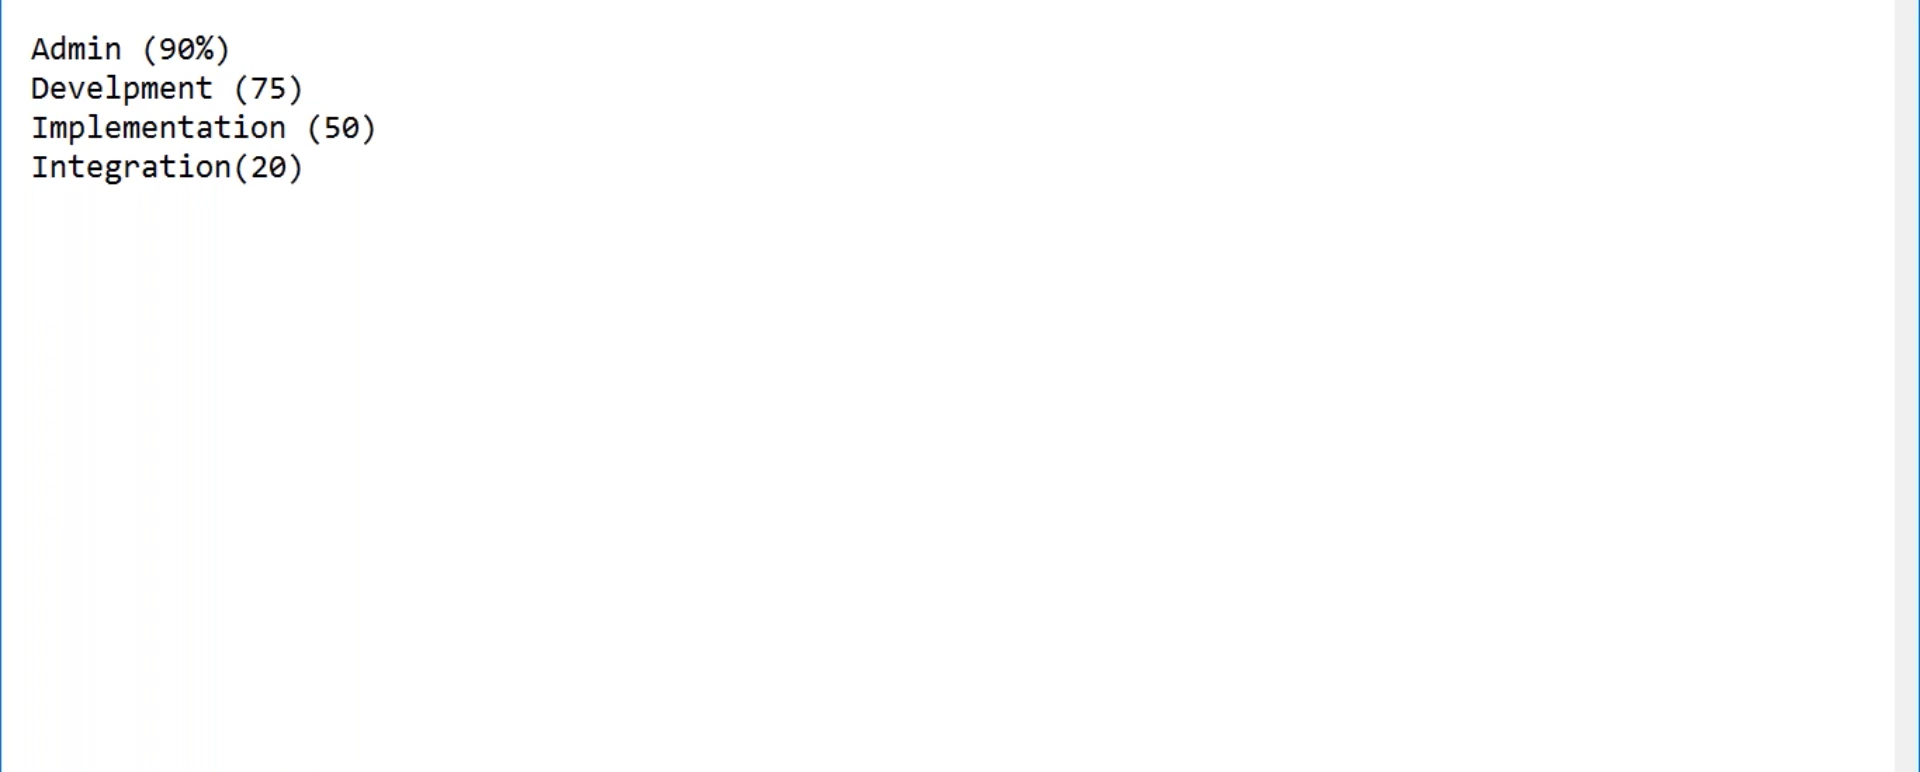 Admin (90%)
Develpment (75)
Implementation (50)
Integration(20)